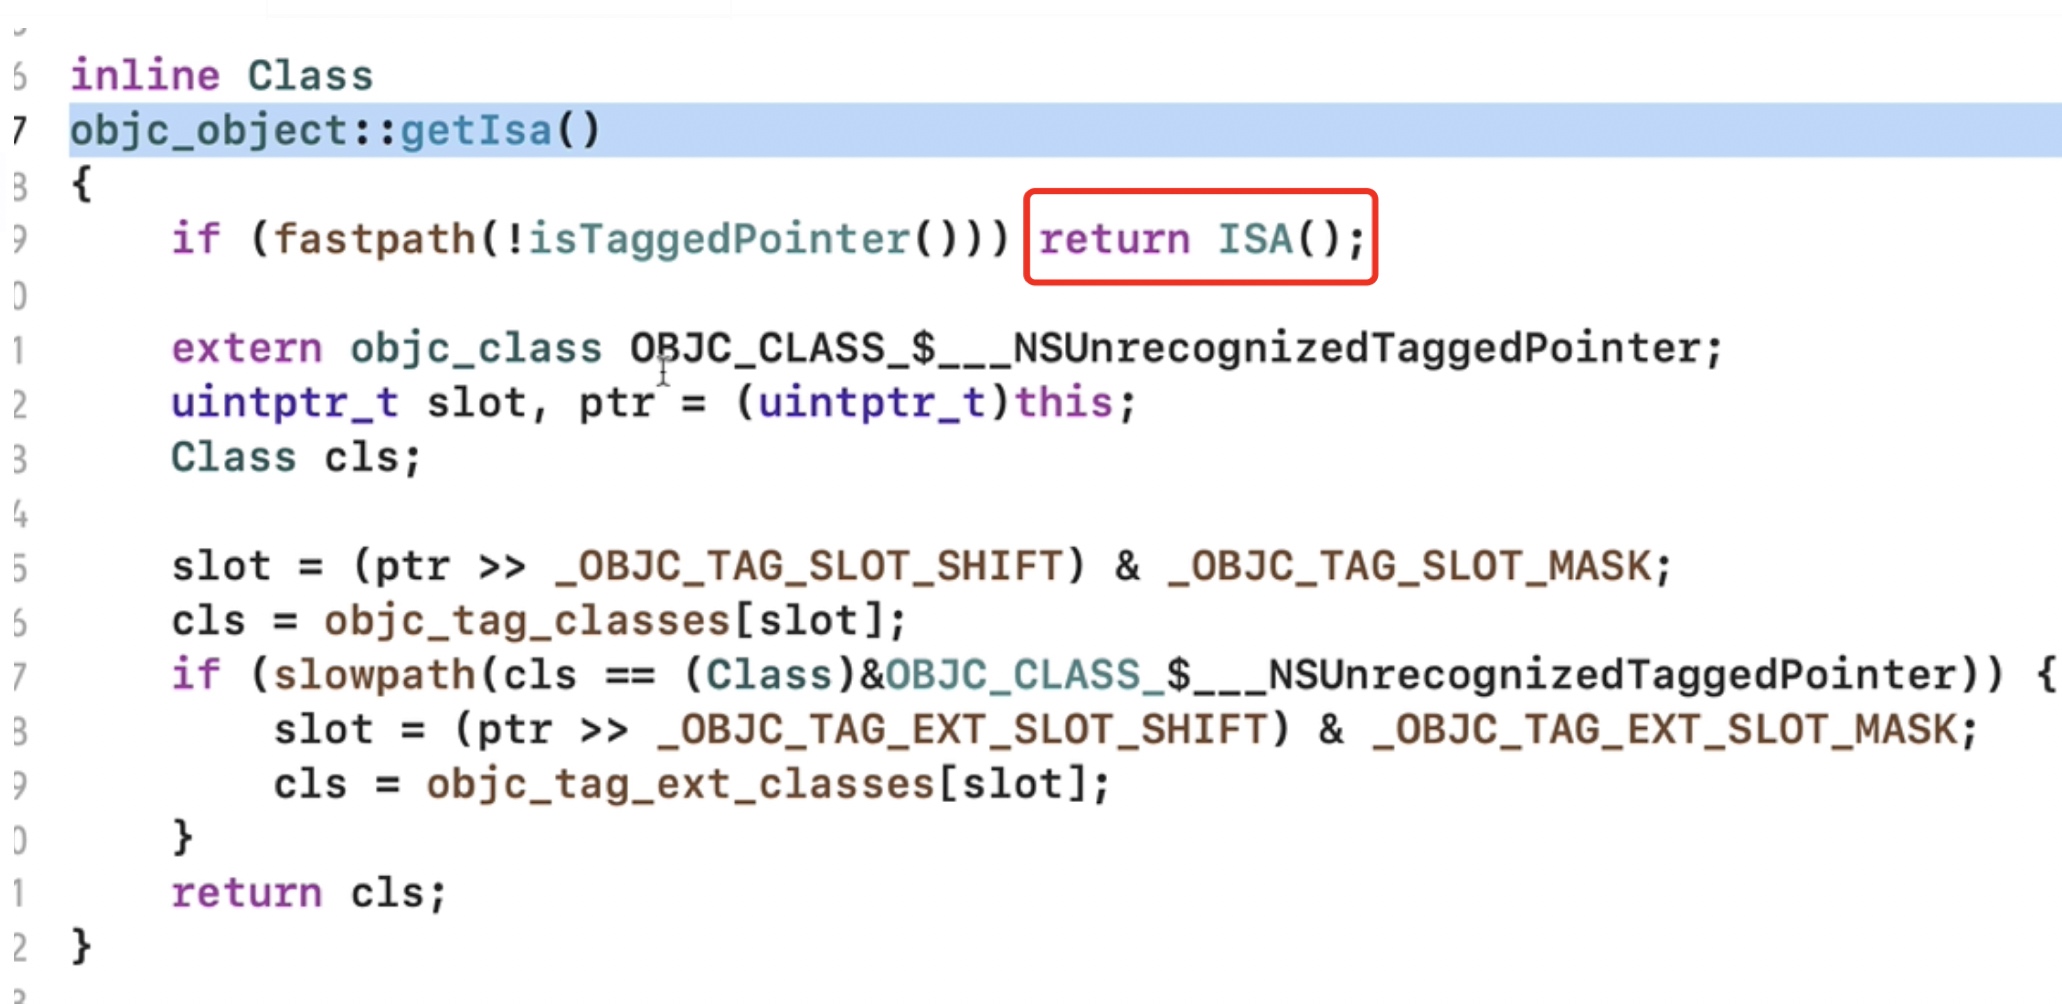 6 inline Class
7 objc_object::getIsa()
8 {
9     if (fastpath(!isTaggedPointer())) return ISA();
0
1     extern objc_class OBJC_CLASS_$___NSUnrecognizedTaggedPointer;
2     uintptr_t slot, ptr = (uintptr_t)this;
3     Class cls;
4
5     slot = (ptr >> _OBJC_TAG_SLOT_SHIFT) & _OBJC_TAG_SLOT_MASK;
6     cls = objc_tag_classes[slot];
7     if (slowpath(cls == (Class)&OBJC_CLASS_$___NSUnrecognizedTaggedPointer)) {
8         slot = (ptr >> _OBJC_TAG_EXT_SLOT_SHIFT) & _OBJC_TAG_EXT_SLOT_MASK;
9         cls = objc_tag_ext_classes[slot];
0     }
1     return cls;
2 }